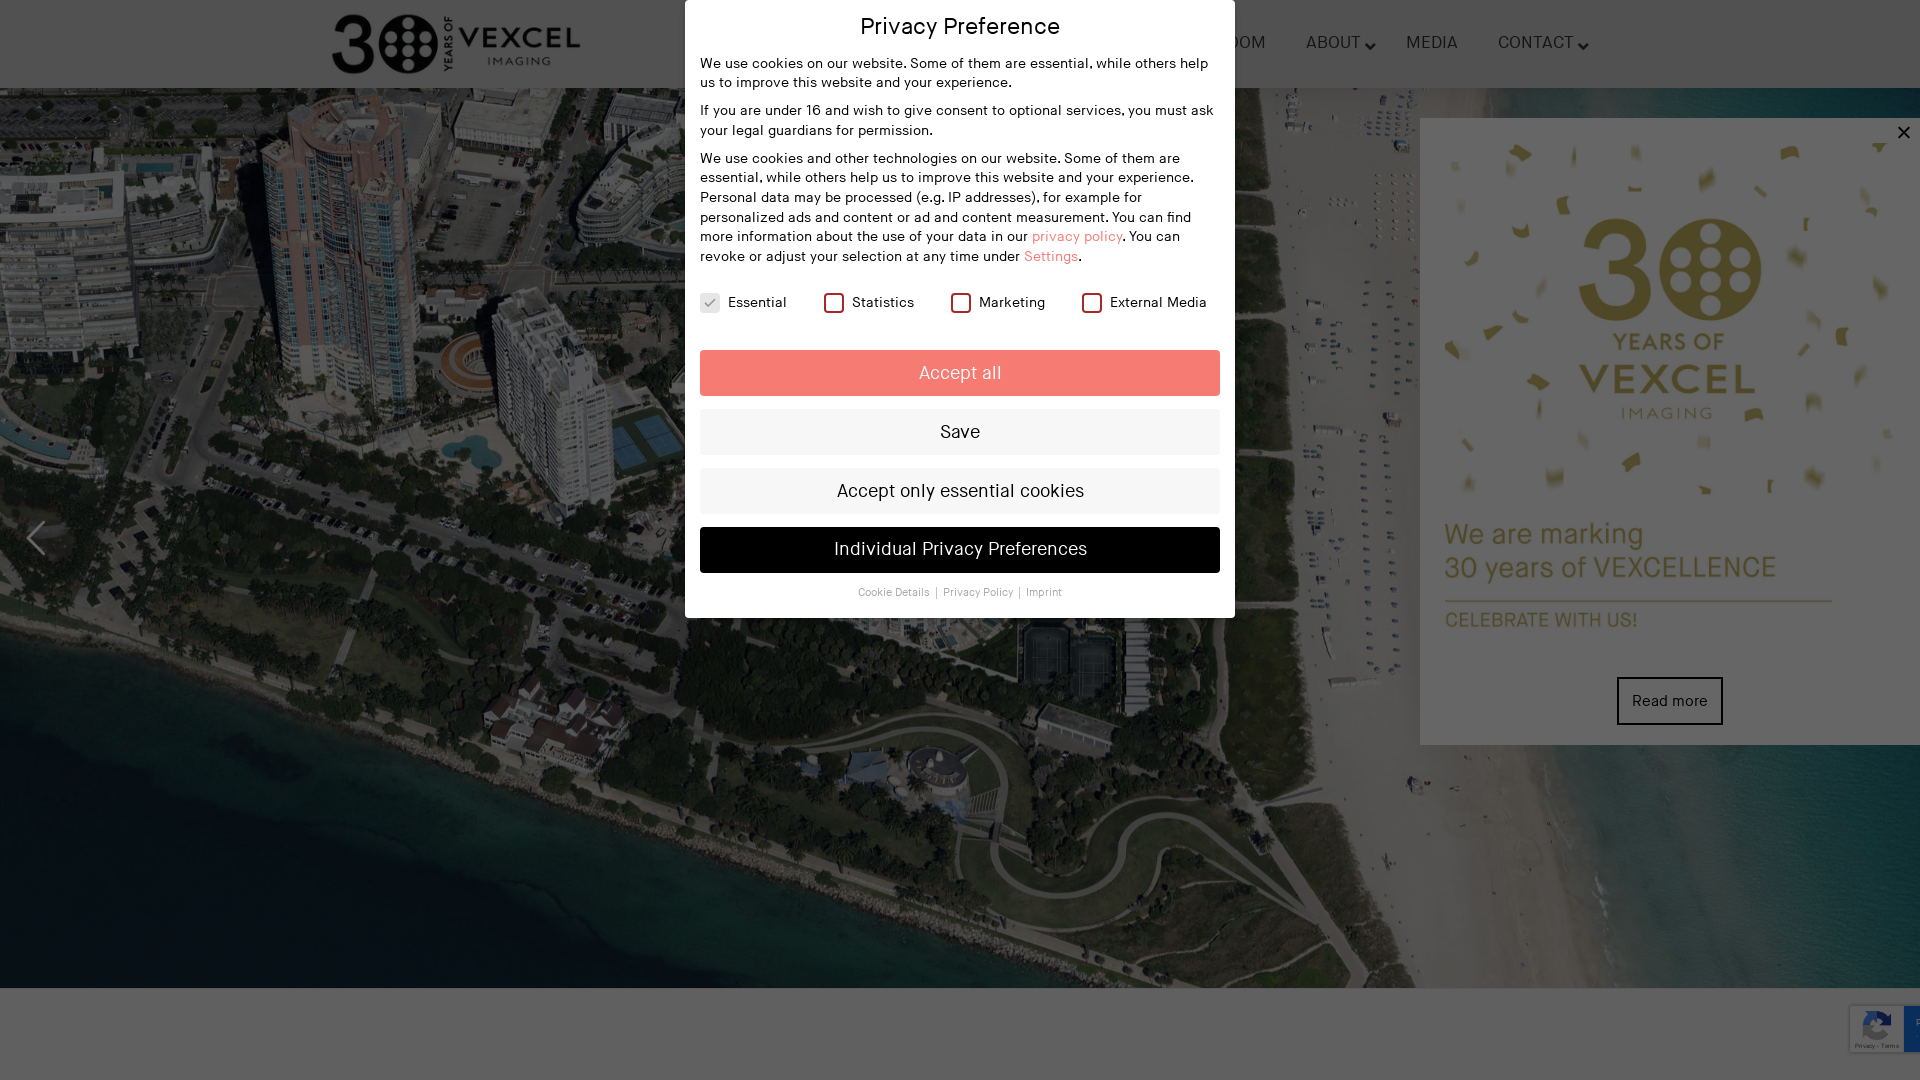 30 YEARS OF VEXCEL IMAGING
ABOUT
MEDIA
CONTACT
Privacy Preference
We use cookies on our website. Some of them are essential, while others help
us to improve this website and your experience.
If you are under 16 and wish to give consent to optional services, you must ask
your legal guardians for permission.
We use cookies and other technologies on our website. Some of them are
essential, while others help us to improve this website and your experience.
Personal data may be processed (e.g. IP addresses), for example for
personalized ads and content or ad and content measurement. You can find
more information about the use of your data in our privacy policy. You can
revoke or adjust your selection at any time under Settings.
Essential
Statistics
Marketing
External Media
Accept all
Save
Accept only essential cookies
Individual Privacy Preferences
Cookie Details | Privacy Policy | Imprint
30
YEARS OF
VEXCEL
IMAGING
We are marking
30 years of VEXCELLENCE
CELEBRATE WITH US!
Read more
Privacy - Terms